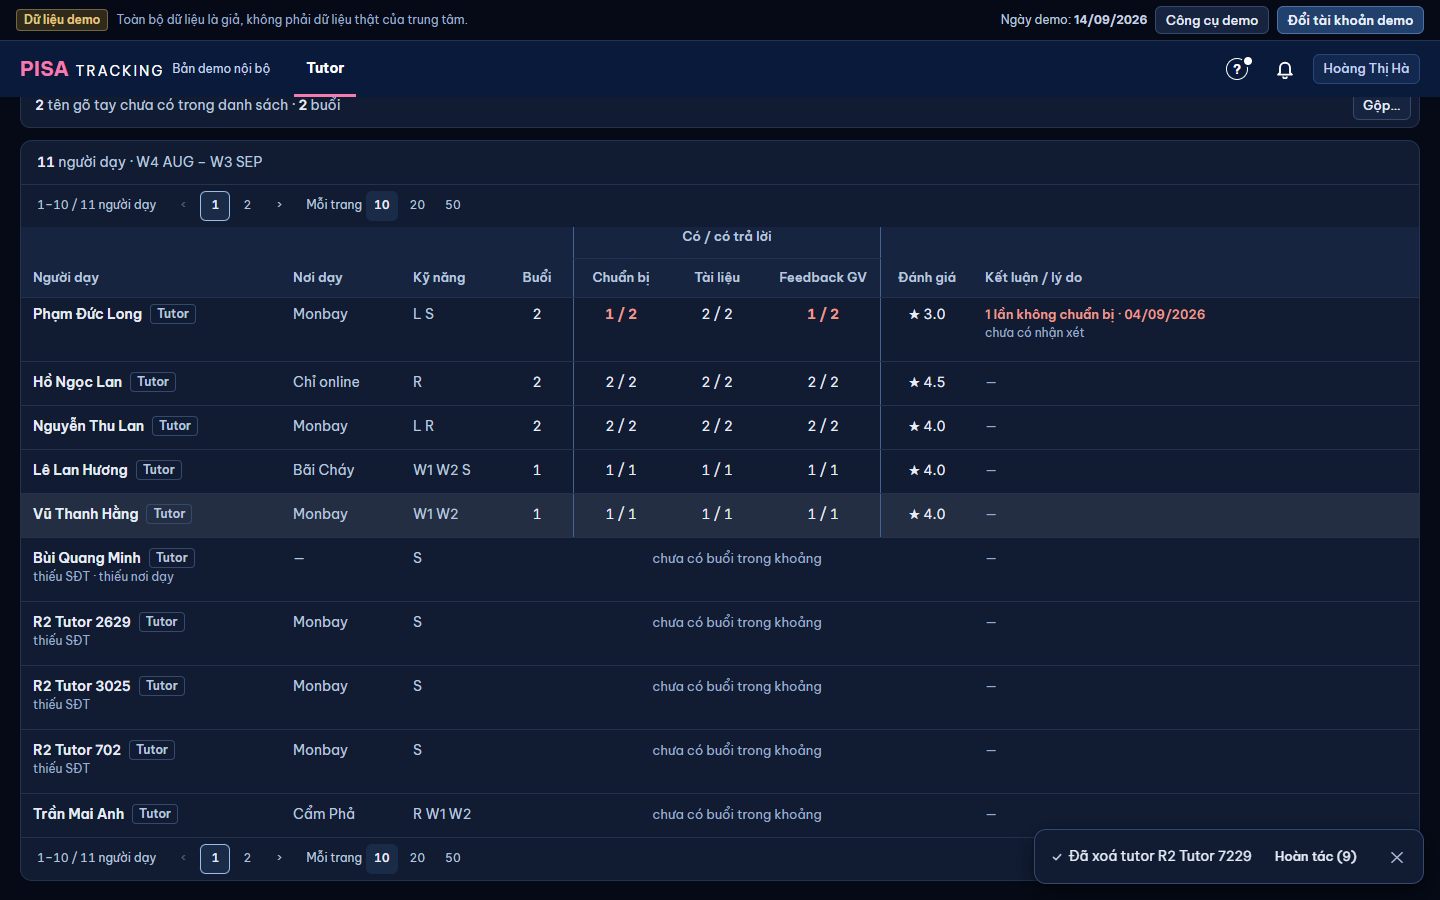 Dữ liệu demo Toàn bộ dữ liệu là giả, không phải dữ liệu thật của trung tâm. Ngày demo: 14/09/2026 Công cụ demo Đổi tài khoản demo
PISA TRACKING Bản demo nội bộ Tutor ? Hoàng Thị Hà
2 tên gõ tay chưa có trong danh sách · 2 buổi Gộp...
11 người dạy · W4 AUG – W3 SEP
1–10 / 11 người dạy ‹ 1 2 › Mỗi trang 10 20 50
Có / có trả lời
Người dạy Nơi dạy Kỹ năng Buổi Chuẩn bị Tài liệu Feedback GV Đánh giá Kết luận / lý do
Phạm Đức Long Tutor Monbay L S 2 1 / 2 2 / 2 1 / 2 ★ 3.0 1 lần không chuẩn bị · 04/09/2026
chưa có nhận xét
Hồ Ngọc Lan Tutor Chỉ online R 2 2 / 2 2 / 2 2 / 2 ★ 4.5 —
Nguyễn Thu Lan Tutor Monbay L R 2 2 / 2 2 / 2 2 / 2 ★ 4.0 —
Lê Lan Hương Tutor Bãi Cháy W1 W2 S 1 1 / 1 1 / 1 1 / 1 ★ 4.0 —
Vũ Thanh Hằng Tutor Monbay W1 W2 1 1 / 1 1 / 1 1 / 1 ★ 4.0 —
Bùi Quang Minh Tutor — S chưa có buổi trong khoảng —
thiếu SĐT · thiếu nơi dạy
R2 Tutor 2629 Tutor Monbay S chưa có buổi trong khoảng —
thiếu SĐT
R2 Tutor 3025 Tutor Monbay S chưa có buổi trong khoảng —
thiếu SĐT
R2 Tutor 702 Tutor Monbay S chưa có buổi trong khoảng —
thiếu SĐT
Trần Mai Anh Tutor Cẩm Phả R W1 W2 chưa có buổi trong khoảng —
1–10 / 11 người dạy ‹ 1 2 › Mỗi trang 10 20 50
✓ Đã xoá tutor R2 Tutor 7229 Hoàn tác (9)